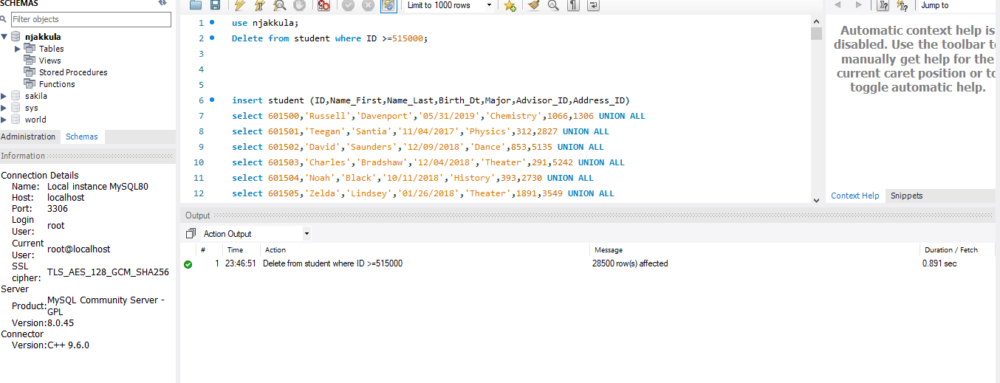 SCHEMAS
Filter objects
njakkula
Tables
Views
Stored Procedures
Functions
sakila
sys
world
Administration Schemas
Information
Connection Details
Name: Local instance MySQL80
Host: localhost
Port: 3306
Login
User: root
Current
User: root@localhost
SSL
cipher: TLS_AES_128_GCM_SHA256
Server
Product: MySQL Community Server -
GPL
Version: 8.0.45
Connector
Version: C++ 9.6.0
Limit to 1000 rows
1 use njakkula;
2 Delete from student where ID >=515000;
3
4
5
6 insert student (ID,Name_First,Name_Last,Birth_Dt,Major,Advisor_ID,Address_ID)
7 select 601500,'Russell','Davenport','05/31/2019','Chemistry',1066,1306 UNION ALL
8 select 601501,'Teegan','Santia','11/04/2017','Physics',312,2827 UNION ALL
9 select 601502,'David','Saunders','12/09/2018','Dance',853,5135 UNION ALL
10 select 601503,'Charles','Bradshaw','12/04/2018','Theater',291,5242 UNION ALL
11 select 601504,'Noah','Black','10/11/2018','History',393,2730 UNION ALL
12 select 601505,'Zelda','Lindsey','01/26/2018','Theater',1891,3549 UNION ALL
Jump to
Automatic context help is
disabled. Use the toolbar to
manually get help for the
current caret position or to
toggle automatic help.
Context Help Snippets
Output
Action Output
# Time Action Message Duration / Fetch
1 23:46:51 Delete from student where ID >=515000 28500 row(s) affected 0.891 sec